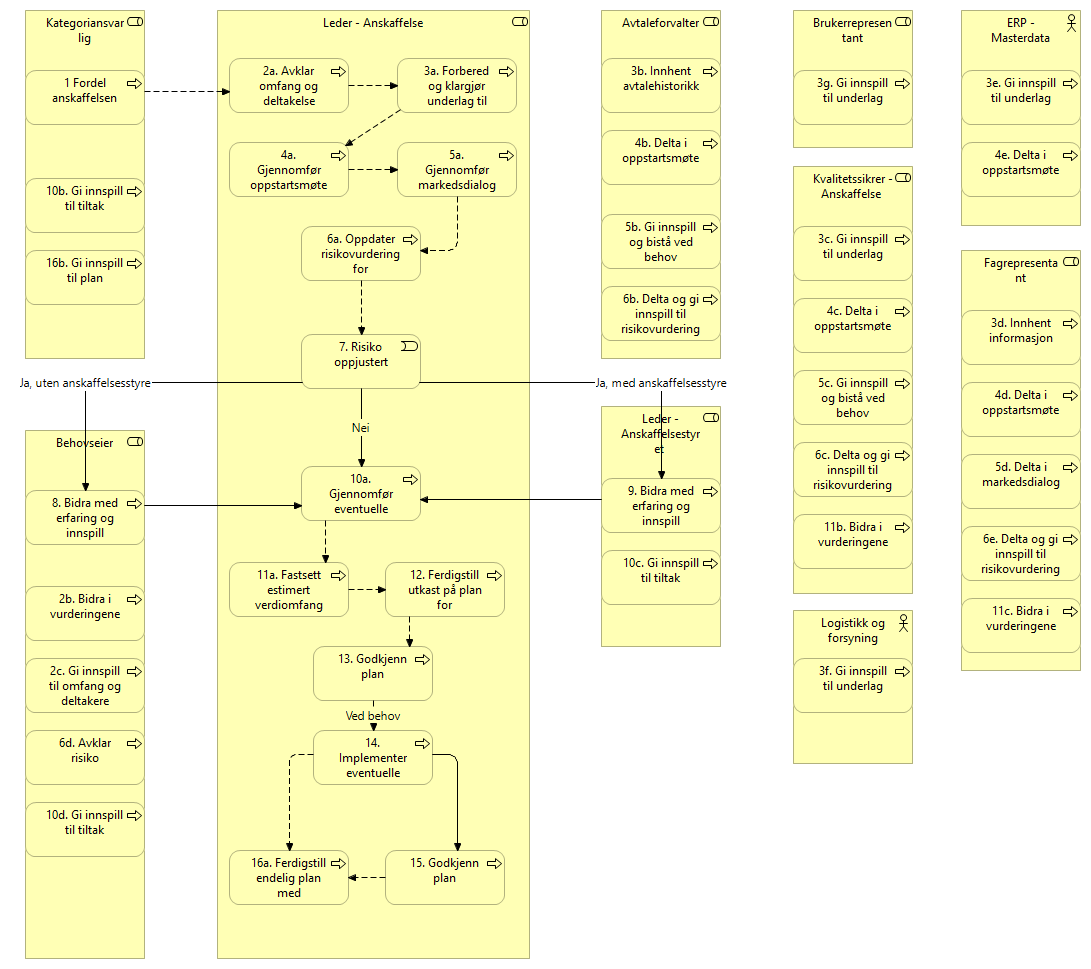 Kategoriansvar
lig
1 Fordel
anskaffelsen
10b. Gi innspill
til tiltak
16b. Gi innspill
til plan
Leder - Anskaffelse
2a. Avklar
omfang og
deltakelse
3a. Forbered
og klargjør
underlag til
4a.
Gjennomfør
oppstartsmøte
5a.
Gjennomfør
markedsdialog
6a. Oppdater
risikovurdering
for
7. Risiko
oppjustert
Ja, uten anskaffelsesstyre
Ja, med anskaffelsesstyre
Nei
10a.
Gjennomfør
eventuelle
11a. Fastsett
estimert
verdiomfang
12. Ferdigstill
utkast på plan
for
13. Godkjenn
plan
Ved behov
14.
Implementer
eventuelle
16a. Ferdigstill
endelig plan
med
15. Godkjenn
plan
Behovseier
8. Bidra med
erfaring og
innspill
2b. Bidra i
vurderingene
2c. Gi innspill
til omfang og
deltakere
6d. Avklar
risiko
10d. Gi innspill
til tiltak
Avtaleforvalter
3b. Innhent
avtalehistorikk
4b. Delta i
oppstartsmøte
5b. Gi innspill
og bistå ved
behov
6b. Delta og gi
innspill til
risikovurdering
Leder -
Anskaffelsestyr
et
9. Bidra med
erfaring og
innspill
10c. Gi innspill
til tiltak
Brukerrepresen
tant
3g. Gi innspill
til underlag
Kvalitetssikrer -
Anskaffelse
3c. Gi innspill
til underlag
4c. Delta i
oppstartsmøte
5c. Gi innspill
og bistå ved
behov
6c. Delta og gi
innspill til
risikovurdering
11b. Bidra i
vurderingene
Logistikk og
forsyning
3f. Gi innspill
til underlag
ERP -
Masterdata
3e. Gi innspill
til underlag
4e. Delta i
oppstartsmøte
Fagrepresenta
nt
3d. Innhent
informasjon
4d. Delta i
oppstartsmøte
5d. Delta i
markedsdialog
6e. Delta og gi
innspill til
risikovurdering
11c. Bidra i
vurderingene